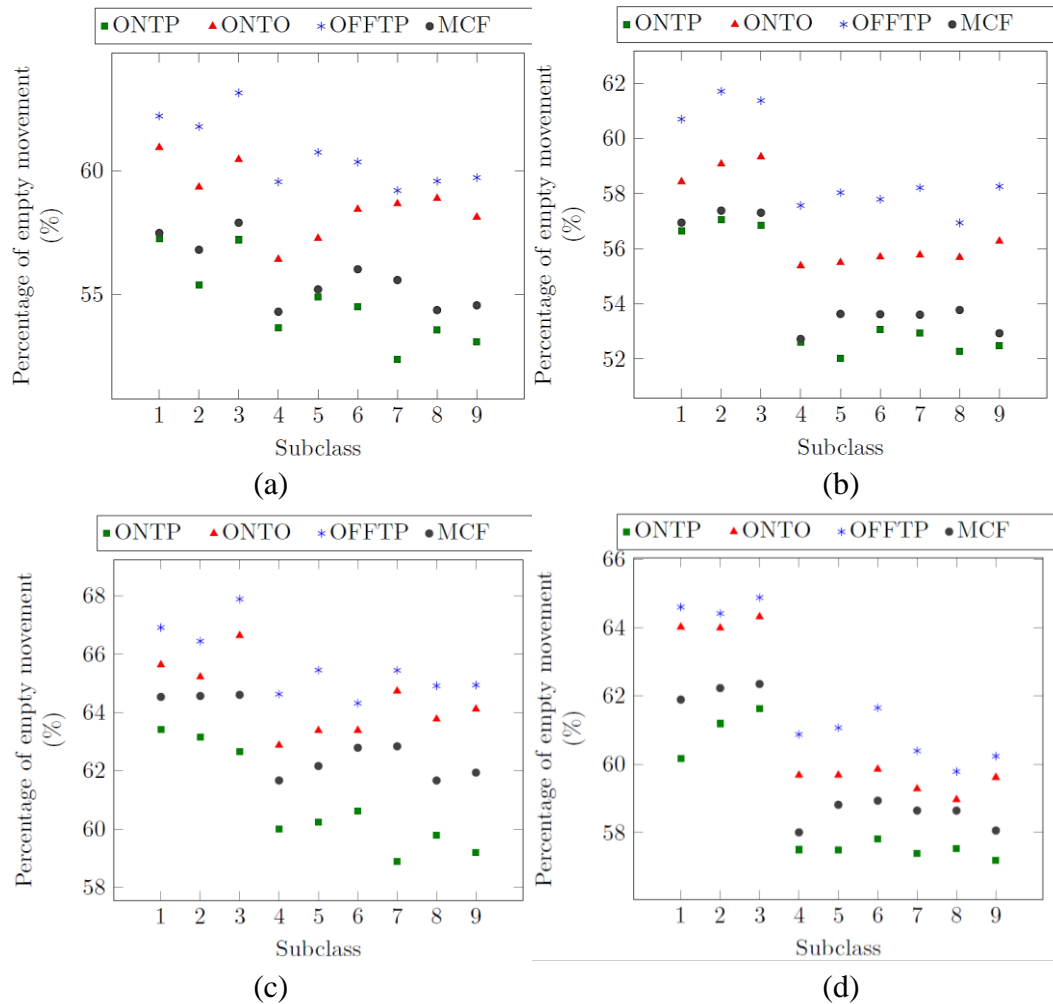 ONTP ONTO OFFTP MCF
Percentage of empty movement
(%)
60
55
1 2 3 4 5 6 7 8 9
Subclass
(a)
ONTP ONTO OFFTP MCF
Percentage of empty movement
(%)
62
60
58
56
54
52
1 2 3 4 5 6 7 8 9
Subclass
(b)
ONTP ONTO OFFTP MCF
Percentage of empty movement
(%)
68
66
64
62
60
58
1 2 3 4 5 6 7 8 9
Subclass
(c)
ONTP ONTO OFFTP MCF
Percentage of empty movement
(%)
66
64
62
60
58
1 2 3 4 5 6 7 8 9
Subclass
(d)